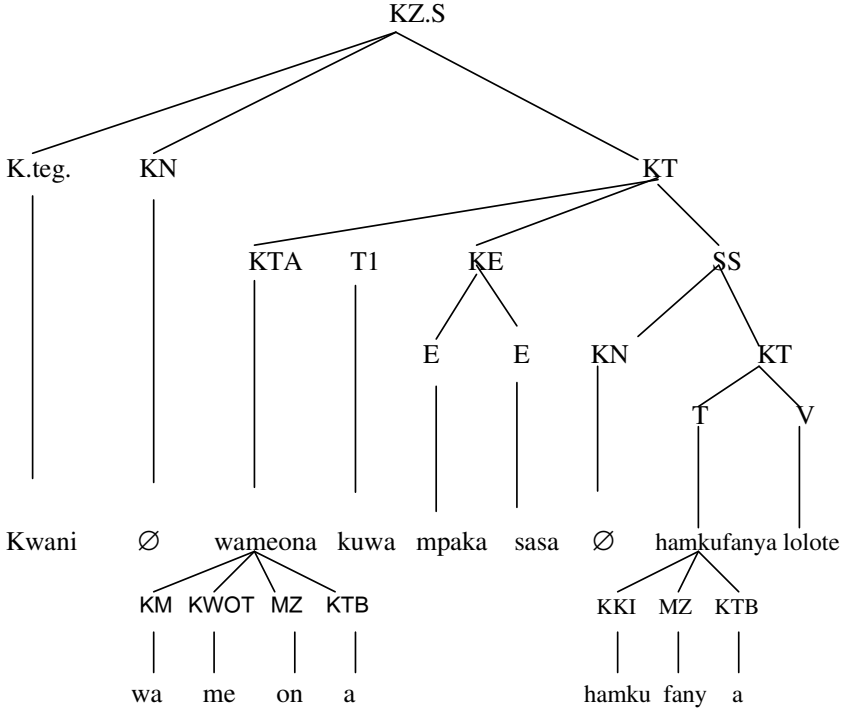 KZ.S
K.teg. KN KT
KTA T1 KE SS
E E KN KT
T V
Kwani ∅ wameona kuwa mpaka sasa ∅ hamkufanya lolote
KM KWOT MZ KTB KKI MZ KTB
wa me on a hamku fany a